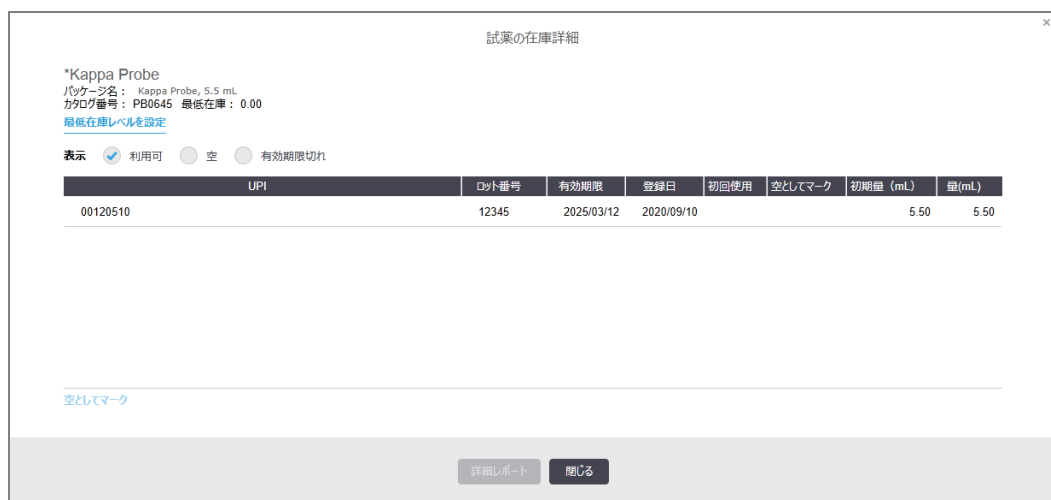 ×
試薬の在庫詳細
*Kappa Probe
パッケージ名： Kappa Probe, 5.5 mL
カタログ番号： PB0645 最低在庫： 0.00
最低在庫レベルを設定
表示 利用可 空 有効期限切れ
UPI ロット番号 有効期限 登録日 初回使用 空としてマーク 初期量（mL） 量(mL)
00120510 12345 2025/03/12 2020/09/10 5.50 5.50
空としてマーク
詳細レポート 閉じる